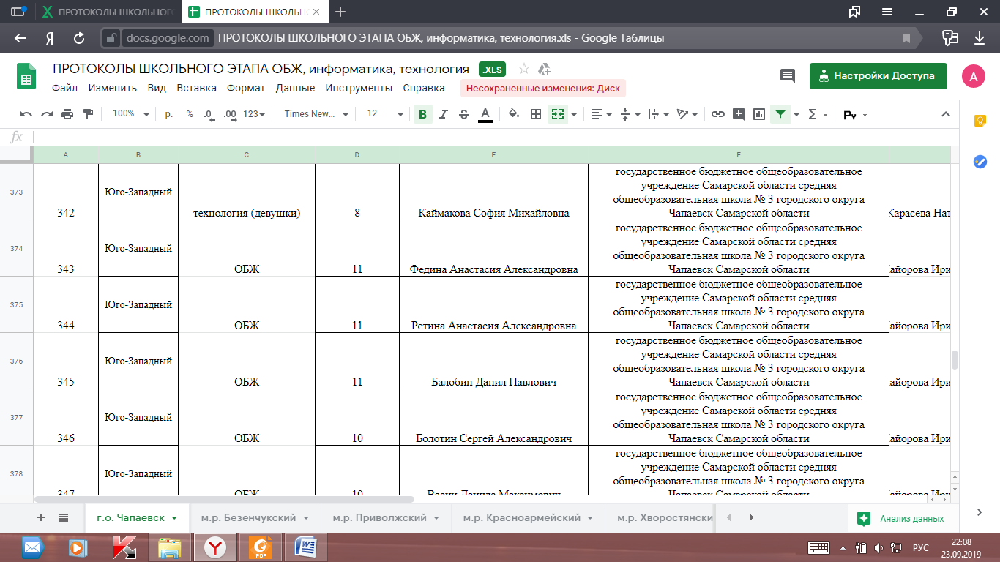 ПРОТОКОЛЫ ШКОЛЬНОГО
ПРОТОКОЛЫ ШКОЛЬН
docs.google.com ПРОТОКОЛЫ ШКОЛЬНОГО ЭТАПА ОБЖ, информатика, технология.xls - Google Таблицы
ПРОТОКОЛЫ ШКОЛЬНОГО ЭТАПА ОБЖ, информатика, технология .XLS
Настройки Доступа
А
Файл Изменить Вид Вставка Формат Данные Инструменты Справка Несохраненные изменения: Диск
100% р. % .0 .00 123 Times New... 12 B I S A Σ Ру
fx
A B C D E F
373 342 Юго-Западный технология (девушки) 8 Каймакова София Михайловна
государственное бюджетное общеобразовательное
учреждение Самарской области средняя
общеобразовательная школа № 3 городского округа
Чапаевск Самарской области
Карасева Нат
374 343 Юго-Западный ОБЖ 11 Федина Анастасия Александровна
государственное бюджетное общеобразовательное
учреждение Самарской области средняя
общеобразовательная школа № 3 городского округа
Чапаевск Самарской области
айорова Ири
375 344 Юго-Западный ОБЖ 11 Ретина Анастасия Александровна
государственное бюджетное общеобразовательное
учреждение Самарской области средняя
общеобразовательная школа № 3 городского округа
Чапаевск Самарской области
айорова Ири
376 345 Юго-Западный ОБЖ 11 Балобин Данил Павлович
государственное бюджетное общеобразовательное
учреждение Самарской области средняя
общеобразовательная школа № 3 городского округа
Чапаевск Самарской области
айорова Ири
377 346 Юго-Западный ОБЖ 10 Болотин Сергей Александрович
государственное бюджетное общеобразовательное
учреждение Самарской области средняя
общеобразовательная школа № 3 городского округа
Чапаевск Самарской области
айорова Ири
378 347 Юго-Западный ОБЖ 10
государственное бюджетное общеобразовательное
учреждение Самарской области средняя
общеобразовательная школа № 3 городского округа
Чапаевск Самарской области
айорова Ири
г.о. Чапаевск м.р. Безенчукский м.р. Приволжский м.р. Красноармейский м.р. Хворостянски Анализ данных
РУС
22:08
23.09.2019